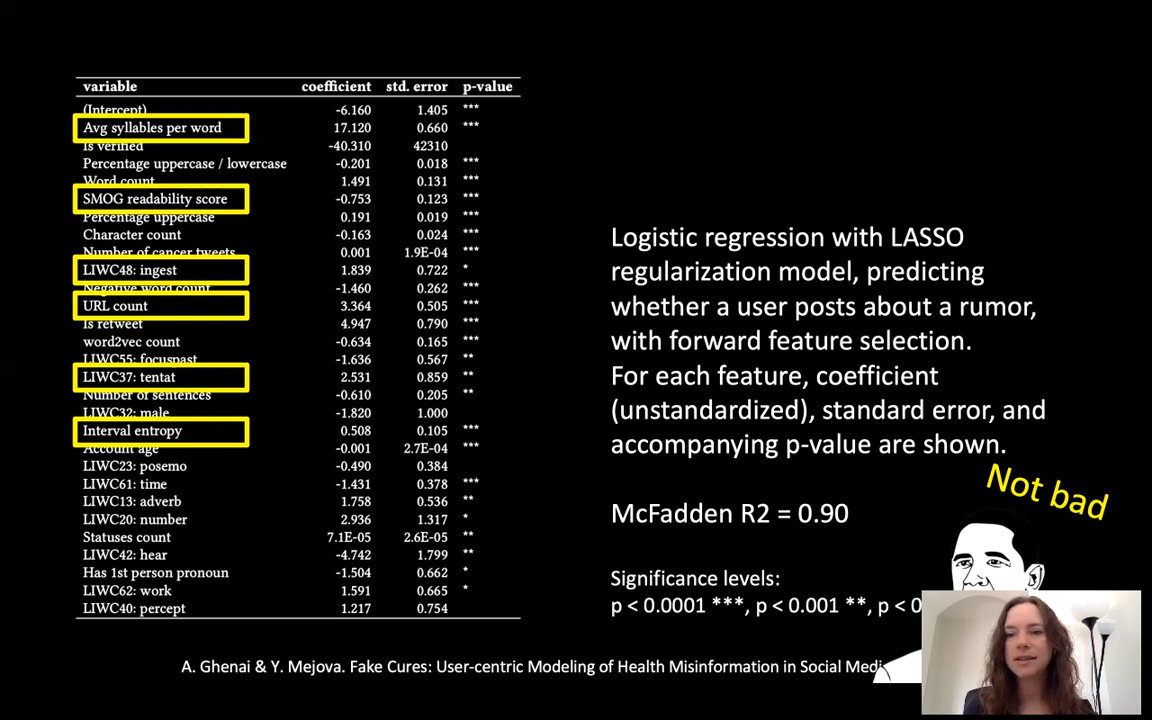 variable coefficient std. error p-value
(Intercept) -6.160 1.405 ***
Avg syllables per word 17.120 0.660 ***
Is verified -40.310 42310
Percentage uppercase / lowercase -0.201 0.018 ***
Word count 1.491 0.131 ***
SMOG readability score -0.753 0.123 ***
Percentage uppercase 0.191 0.019 ***
Character count -0.163 0.024 ***
Number of cancer tweets 0.001 1.9E-04 ***
LIWC48: ingest 1.839 0.722 *
Negative word count -1.460 0.262 ***
URL count 3.364 0.505 ***
Is retweet 4.947 0.790 ***
word2vec count -0.634 0.165 ***
LIWC55: focuspast -1.636 0.567 **
LIWC37: tentat 2.531 0.859 **
Number of sentences -0.610 0.205 **
LIWC32: male -1.820 1.000
Interval entropy 0.508 0.105 ***
Account age -0.001 2.7E-04 ***
LIWC23: posemo -0.490 0.384
LIWC61: time -1.431 0.378 ***
LIWC13: adverb 1.758 0.536 **
LIWC20: number 2.936 1.317 *
Statuses count 7.1E-05 2.6E-05 **
LIWC42: hear -4.742 1.799 **
Has 1st person pronoun -1.504 0.662 *
LIWC62: work 1.591 0.665 *
LIWC40: percept 1.217 0.754
Logistic regression with LASSO
regularization model, predicting
whether a user posts about a rumor,
with forward feature selection.
For each feature, coefficient
(unstandardized), standard error, and
accompanying p-value are shown.
Not bad
McFadden R2 = 0.90
Significance levels:
p < 0.0001 ***, p < 0.001 **, p < 0
A. Ghenai & Y. Mejova. Fake Cures: User-centric Modeling of Health Misinformation in Social Medi